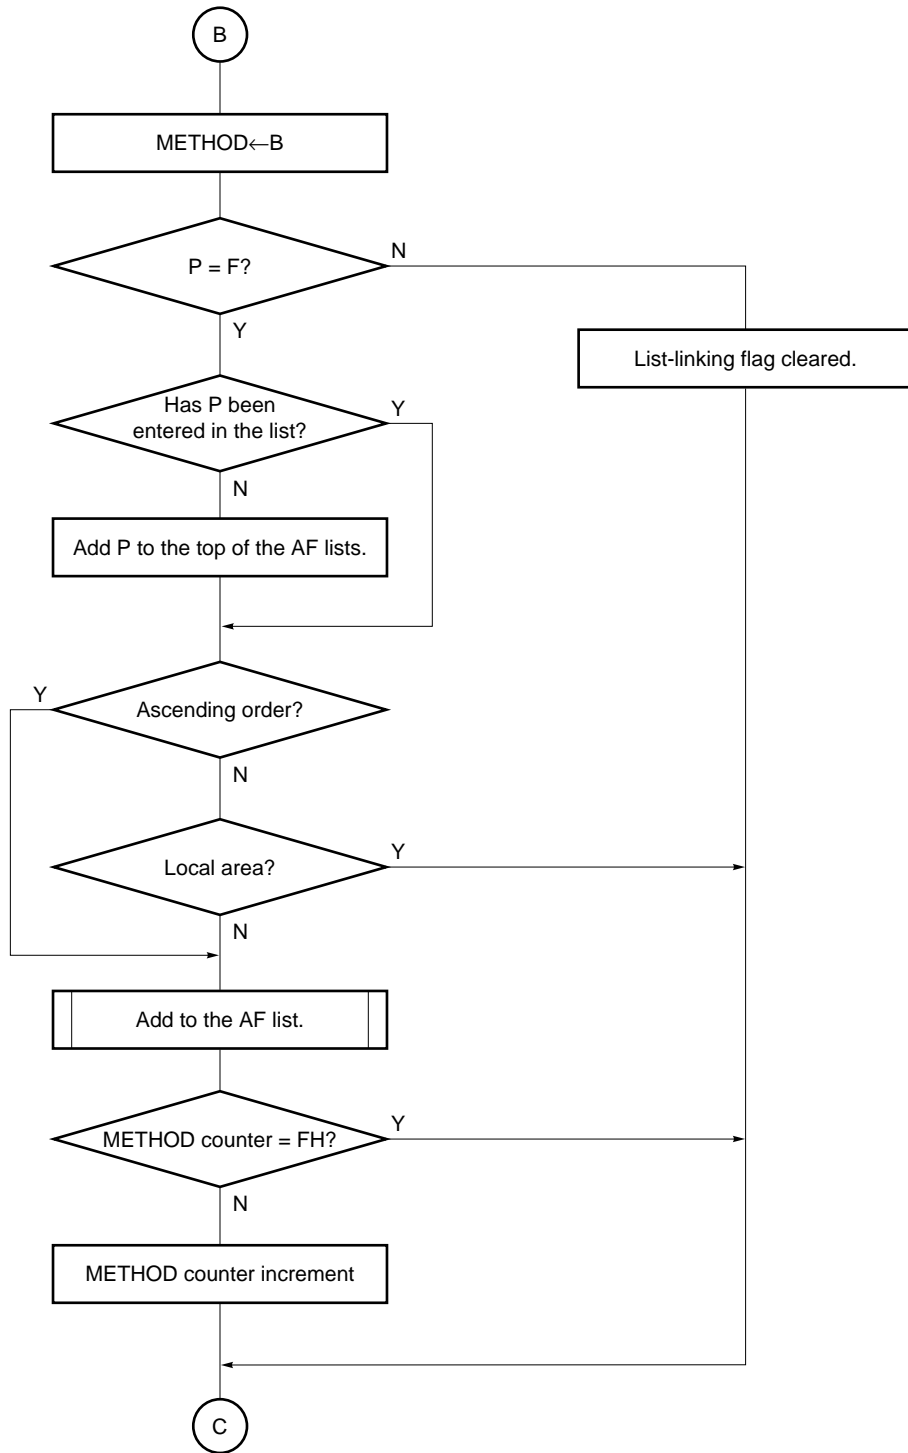 B
METHOD←B
P = F?
N
Y
List-linking flag cleared.
Has P been
entered in the list?
Y
N
Add P to the top of the AF lists.
Y
Ascending order?
N
Local area?
Y
N
Add to the AF list.
METHOD counter = FH?
Y
N
METHOD counter increment
C